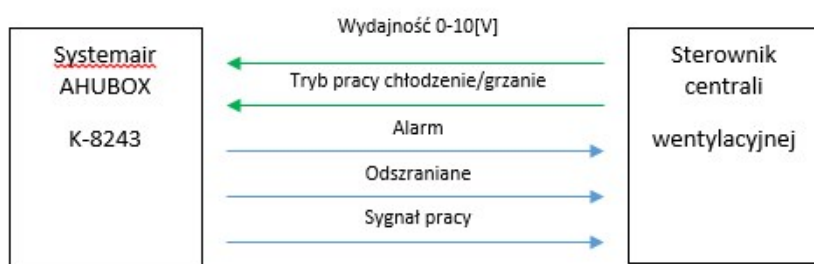 Systemair
AHUBOX
K-8243
Wydajność 0-10[V]
Tryb pracy chłodzenie/grzanie
Alarm
Odszraniane
Sygnał pracy
Sterownik
centrali
wentylacyjnej